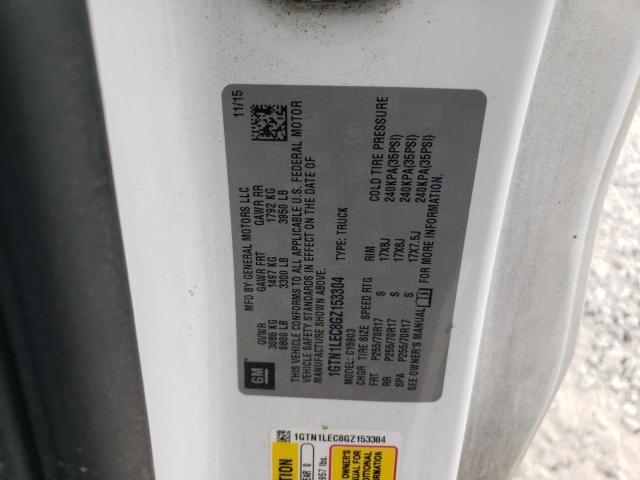 MFD BY GENERAL MOTORS LLC
11/15
GVWR GAWR FRT GAWR RR
3085 KG 1497 KG 1792 KG
6800 LB 3300 LB 3950 LB
THIS VEHICLE CONFORMS TO ALL APPLICABLE U.S. FEDERAL MOTOR
VEHICLE SAFETY STANDARDS IN EFFECT ON THE DATE OF
MANUFACTURE SHOWN ABOVE.
1GTN1LEC8GZ153304 TYPE: TRUCK
MODEL: C15903
CHGR TIRE SIZE SPEED RTG RIM COLD TIRE PRESSURE
FRT P255/70R17 S 17X8J 240KPA(35PSI)
RR P255/70R17 S 17X8J 240KPA(35PSI)
SPA P255/70R17 S 17X7.5J 240KPA(35PSI)
SEE OWNER'S MANUAL FOR MORE INFORMATION.
GM
1GTN1LEC8GZ153304
957 lbs.
OWNER'S